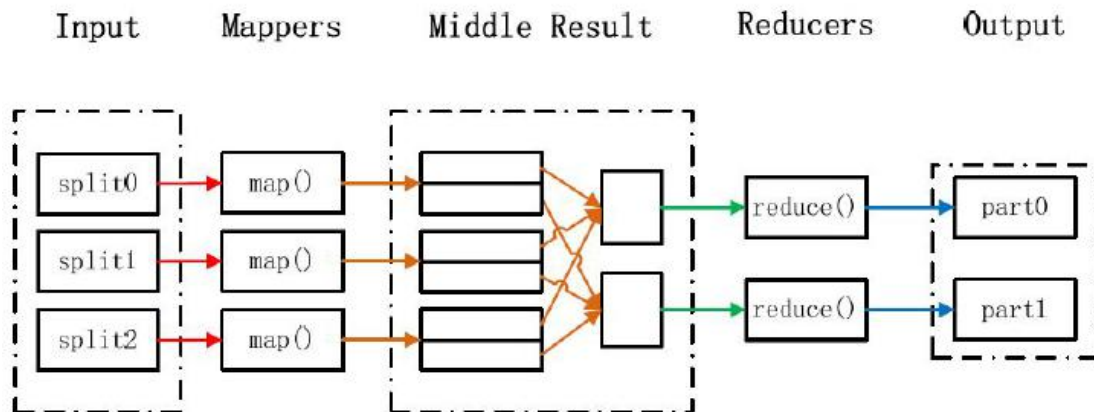 Input Mappers Middle Result Reducers Output
split0 map()
reduce() part0
split1 map()
reduce() part1
split2 map()